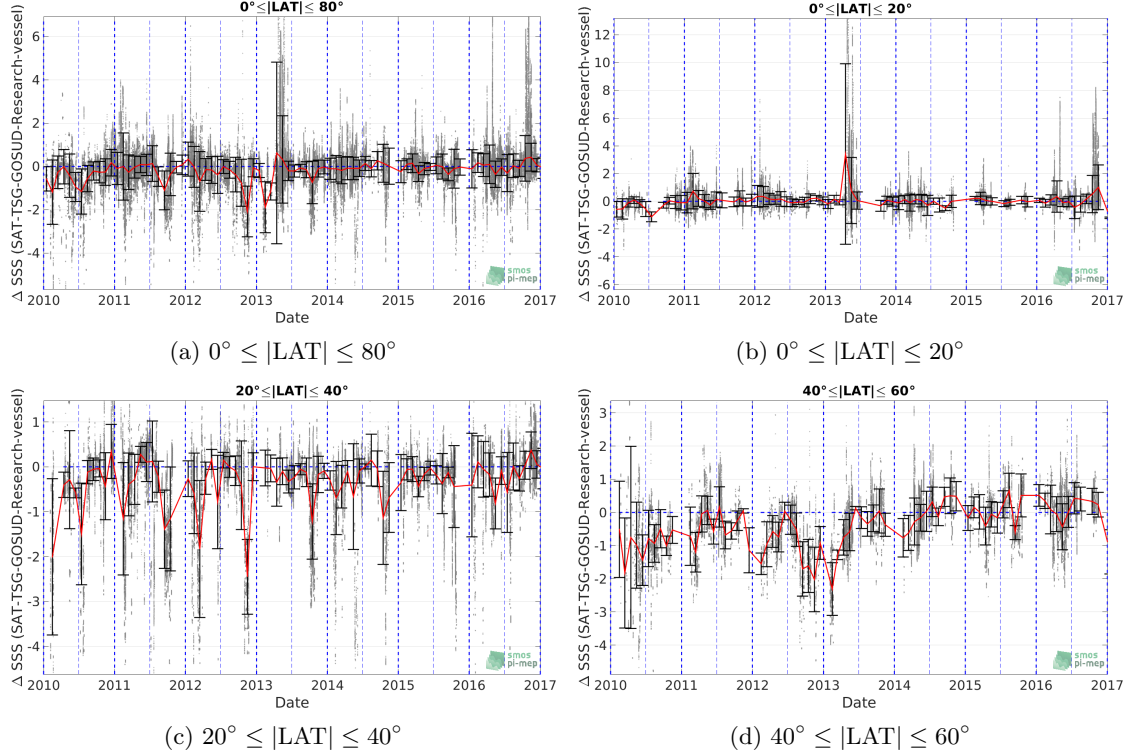 0°≤|LAT|≤ 80°
Δ SSS (SAT-TSG-GOSUD-Research-vessel)
6
4
2
0
-2
-4
smos
pi-mep
2010 2011 2012 2013 2014 2015 2016 2017
Date
(a) 0° ≤ |LAT| ≤ 80°
0°≤|LAT|≤ 20°
Δ SSS (SAT-TSG-GOSUD-Research-vessel)
12
10
8
6
4
2
0
-2
-4
-6
smos
pi-mep
2010 2011 2012 2013 2014 2015 2016 2017
Date
(b) 0° ≤ |LAT| ≤ 20°
20°≤|LAT|≤ 40°
Δ SSS (SAT-TSG-GOSUD-Research-vessel)
1
0
-1
-2
-3
-4
smos
pi-mep
2010 2011 2012 2013 2014 2015 2016 2017
Date
(c) 20° ≤ |LAT| ≤ 40°
40°≤|LAT|≤ 60°
Δ SSS (SAT-TSG-GOSUD-Research-vessel)
3
2
1
0
-1
-2
-3
-4
smos
pi-mep
2010 2011 2012 2013 2014 2015 2016 2017
Date
(d) 40° ≤ |LAT| ≤ 60°